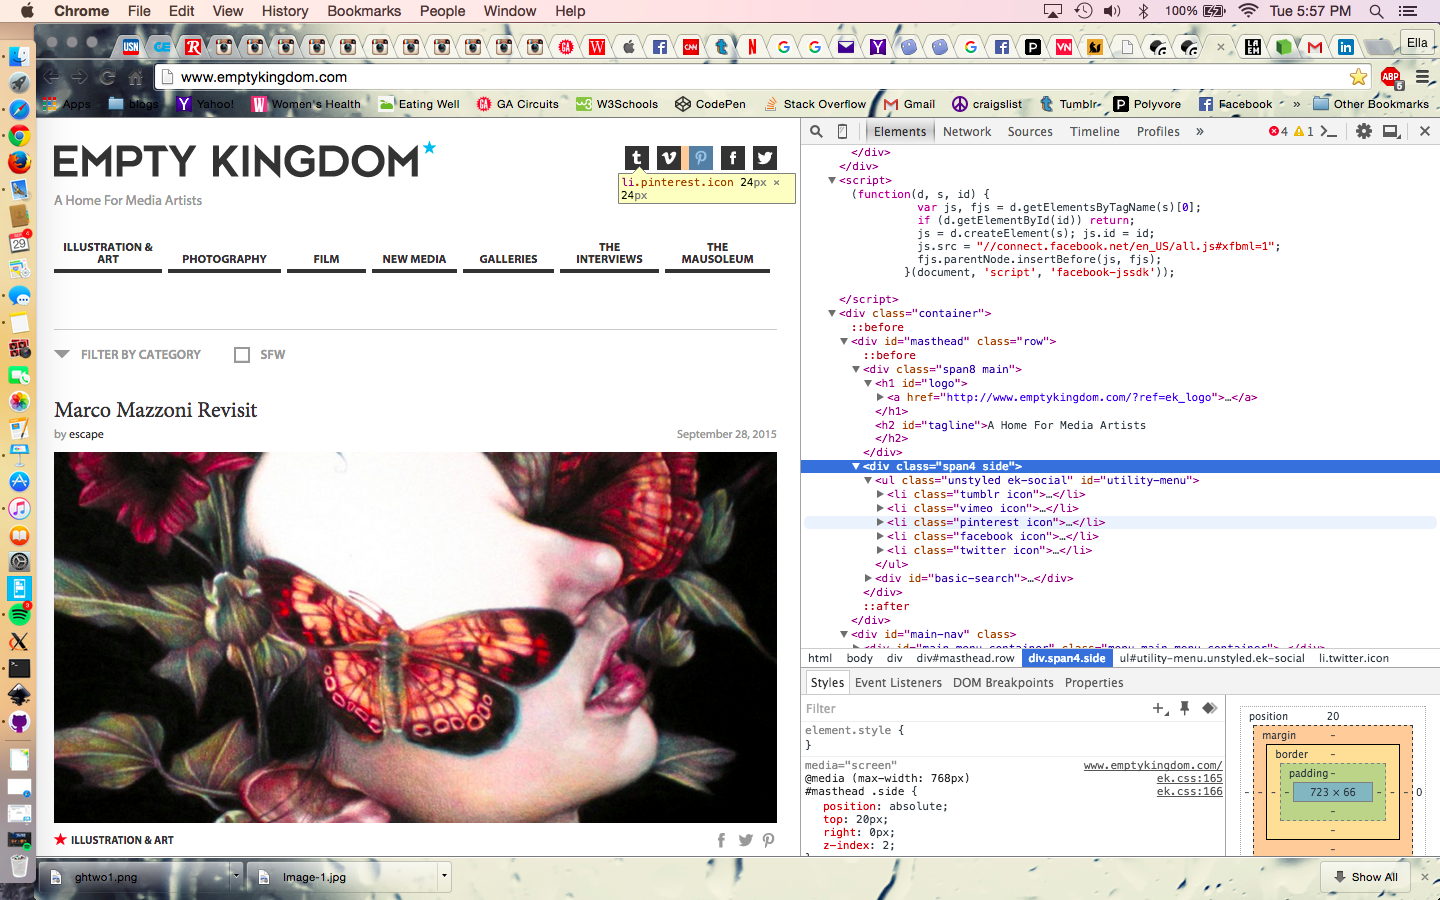 Chrome File Edit View History Bookmarks People Window Help 100% Tue 5:57 PM
Ella
www.emptykingdom.com
ABP
6
Apps blogs Yahoo! Women's Health Eating Well GA Circuits W3Schools CodePen Stack Overflow Gmail craigslist Tumblr Polyvore Facebook » Other Bookmarks
EMPTY KINGDOM
A Home For Media Artists
li.pinterest.icon 24px ×
24px
ILLUSTRATION &
ART
PHOTOGRAPHY
FILM
NEW MEDIA
GALLERIES
THE
INTERVIEWS
THE
MAUSOLEUM
FILTER BY CATEGORY SFW
Marco Mazzoni Revisit
by escape September 28, 2015
ILLUSTRATION & ART
Elements Network Sources Timeline Profiles » 4 1
</div>
</div>
<script>
(function(d, s, id) {
var js, fjs = d.getElementsByTagName(s)[0];
if (d.getElementById(id)) return;
js = d.createElement(s); js.id = id;
js.src = "//connect.facebook.net/en_US/all.js#xfbml=1";
fjs.parentNode.insertBefore(js, fjs);
}(document, 'script', 'facebook-jssdk'));
</script>
<div class="container">
::before
<div id="masthead" class="row">
::before
<div class="span8 main">
<h1 id="logo">
<a href="http://www.emptykingdom.com/?ref=ek_logo">…</a>
</h1>
<h2 id="tagline">A Home For Media Artists
</h2>
</div>
<div class="span4 side">
<ul class="unstyled ek-social" id="utility-menu">
<li class="tumblr icon">…</li>
<li class="vimeo icon">…</li>
<li class="pinterest icon">…</li>
<li class="facebook icon">…</li>
<li class="twitter icon">…</li>
</ul>
<div id="basic-search">…</div>
</div>
::after
</div>
<div id="main-nav" class>
html body div div#masthead.row div.span4.side ul#utility-menu.unstyled.ek-social li.twitter.icon
Styles Event Listeners DOM Breakpoints Properties
Filter
element.style {
}
media="screen" www.emptykingdom.com/
@media (max-width: 768px) ek.css:165
#masthead .side { ek.css:166
position: absolute;
top: 20px;
right: 0px;
z-index: 2;
position 20
margin -
border -
padding -
723 × 66
0
ghtwo1.png Image-1.jpg Show All